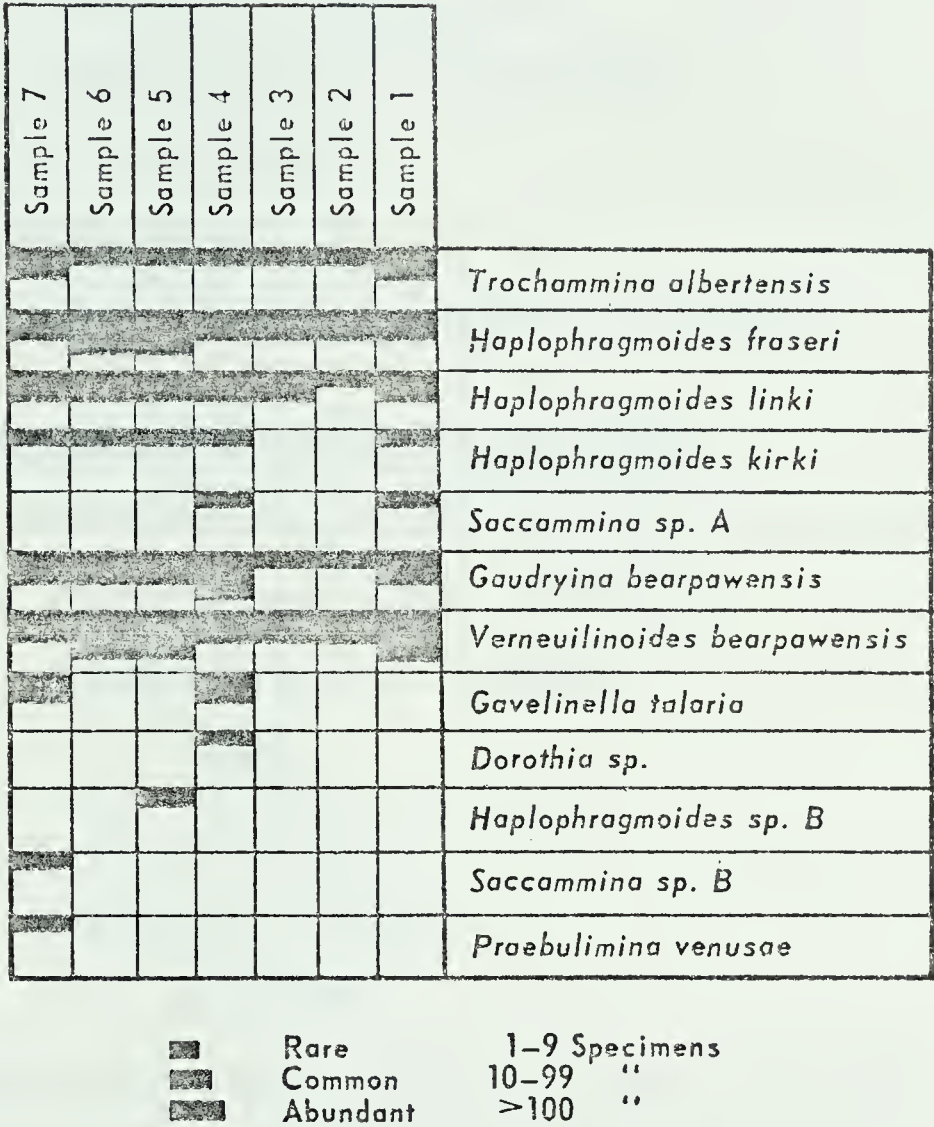 Sample 7
Sample 6
Sample 5
Sample 4
Sample 3
Sample 2
Sample 1
Trochammina albertensis
Haplophragmoides fraseri
Haplophragmoides linki
Haplophragmoides kirki
Saccammina sp. A
Gaudryina bearpawensis
Verneuilinoides bearpawensis
Gavelinella talaria
Dorothia sp.
Haplophragmoides sp. B
Saccammina sp. B
Praebulimina venusae
Rare 1–9 Specimens
Common 10–99 "
Abundant >100 "